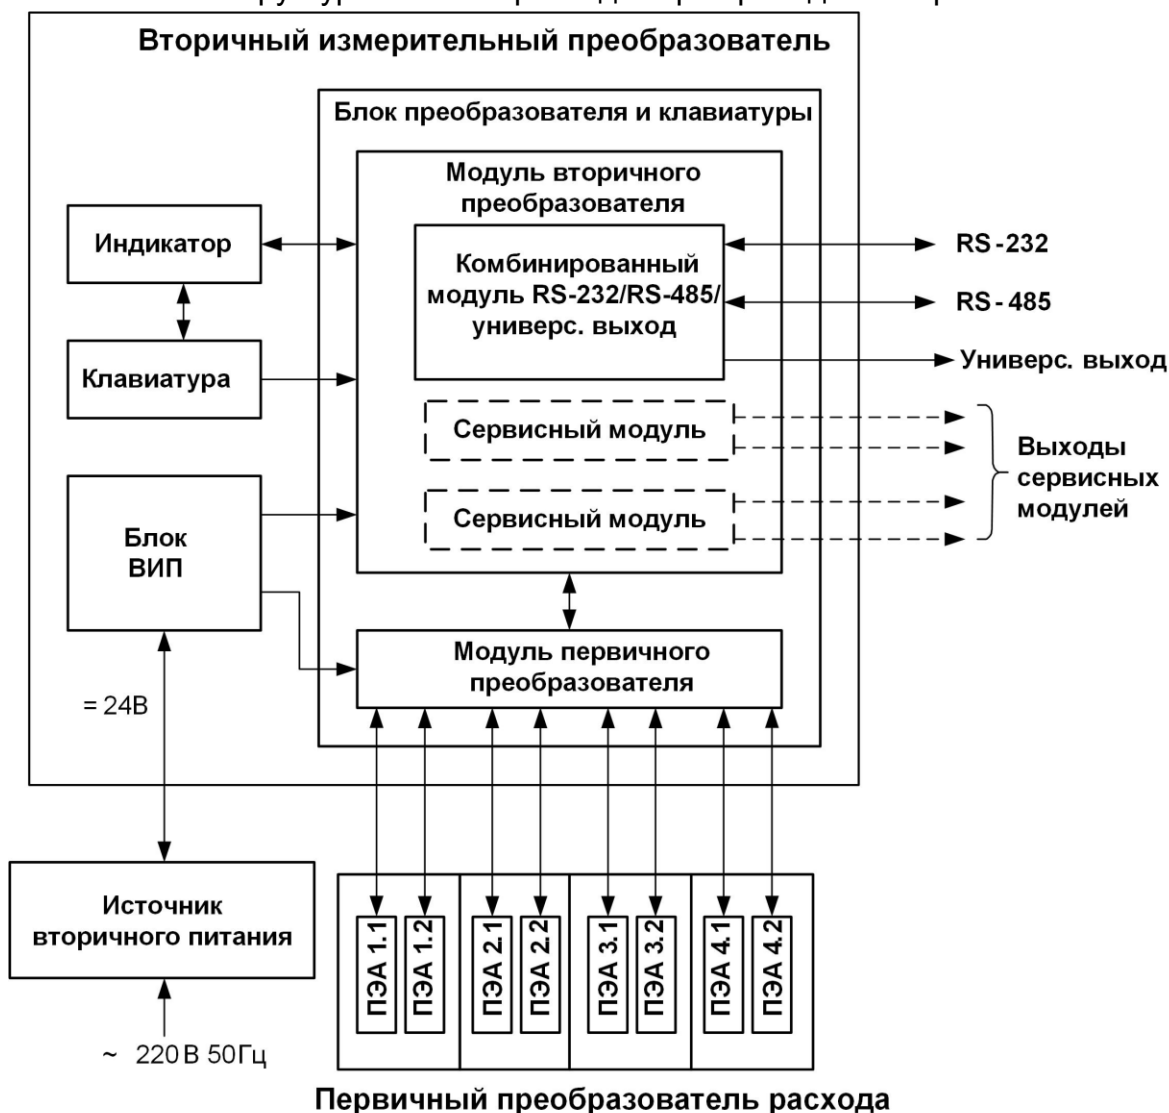 Вторичный измерительный преобразователь
Блок преобразователя и клавиатуры
Модуль вторичного
преобразователя
Индикатор
Комбинированный
модуль RS-232/RS-485/
универс. выход
RS-232
RS-485
Универс. выход
Клавиатура
Сервисный модуль
Сервисный модуль
Выходы
сервисных
модулей
Блок
ВИП
Модуль первичного
преобразователя
= 24В
Источник
вторичного питания
ПЭА 1.1
ПЭА 1.2
ПЭА 2.1
ПЭА 2.2
ПЭА 3.1
ПЭА 3.2
ПЭА 4.1
ПЭА 4.2
~ 220 В 50Гц
Первичный преобразователь расхода